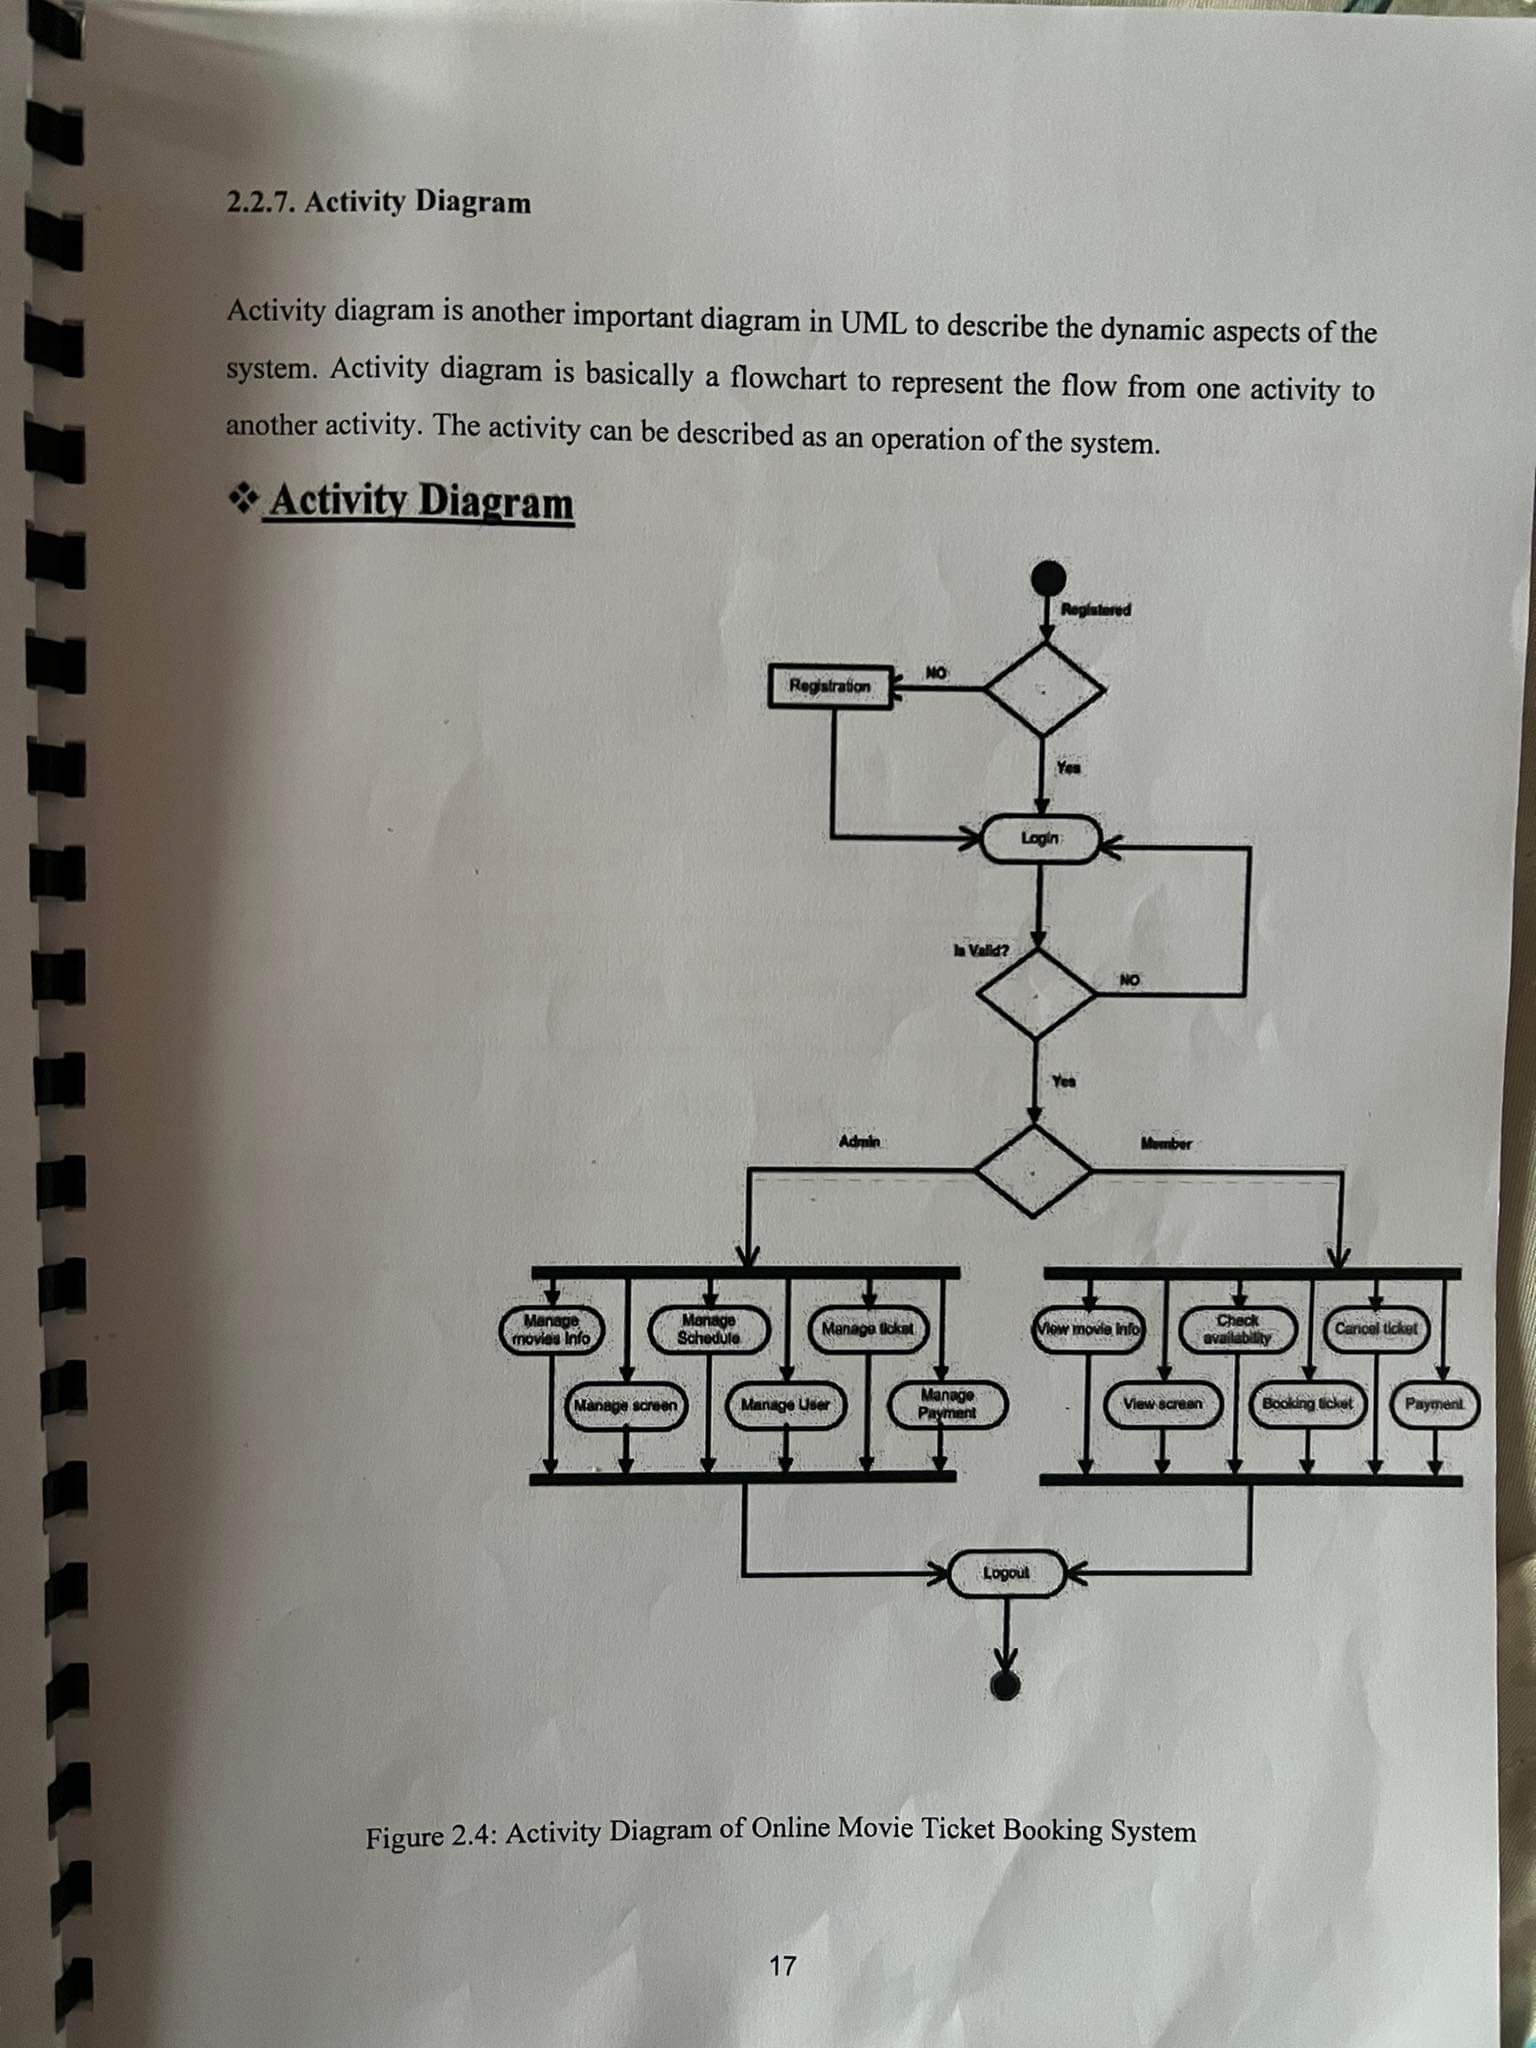 2.2.7. Activity Diagram
Activity diagram is another important diagram in UML to describe the dynamic aspects of the
system. Activity diagram is basically a flowchart to represent the flow from one activity to
another activity. The activity can be described as an operation of the system.
❖ Activity Diagram
Registered
NO
Registration
Yes
Login
Is Valid?
NO
Yes
Admin
Member
Manage
movies Info
Manage
Schedule
Manage ticket
View movie Info
Check
availability
Cancel ticket
Manage screen
Manage User
Manage
Payment
View screen
Booking ticket
Payment
Logout
Figure 2.4: Activity Diagram of Online Movie Ticket Booking System
17